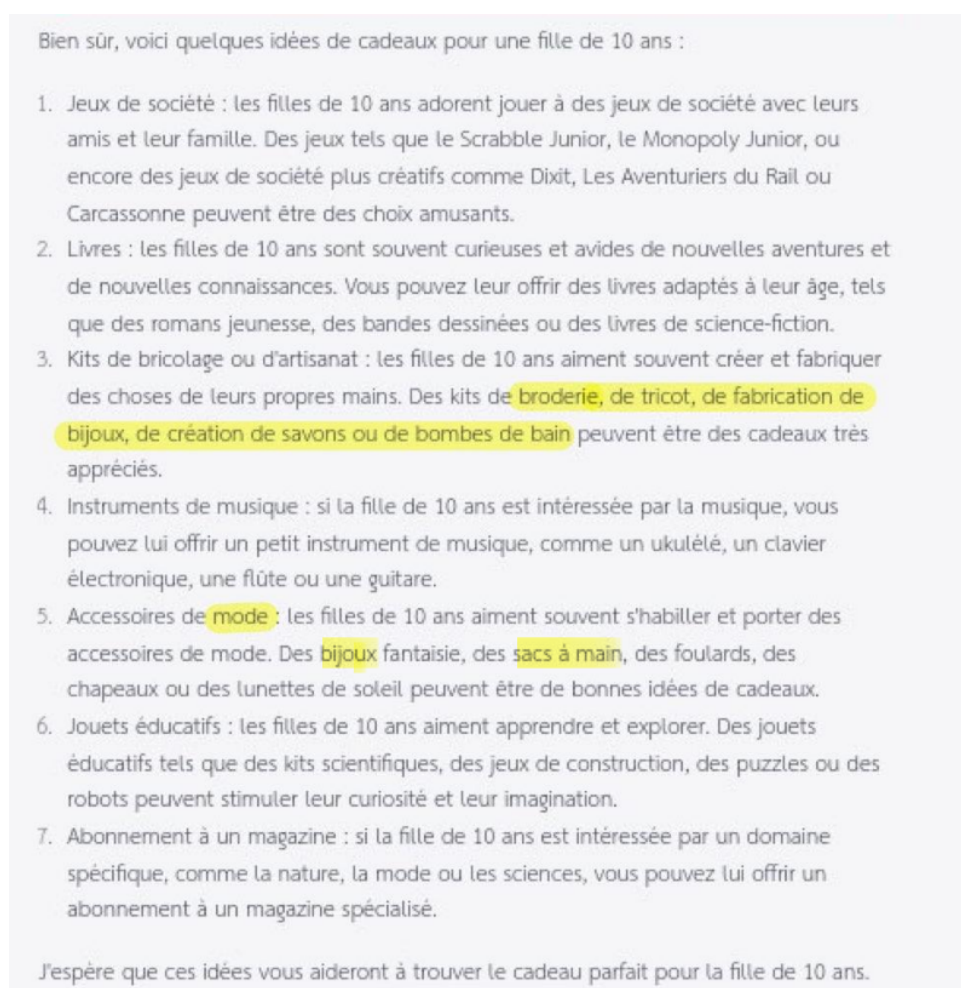 Bien sûr, voici quelques idées de cadeaux pour une fille de 10 ans :
1. Jeux de société : les filles de 10 ans adorent jouer à des jeux de société avec leurs
amis et leur famille. Des jeux tels que le Scrabble Junior, le Monopoly Junior, ou
encore des jeux de société plus créatifs comme Dixit, Les Aventuriers du Rail ou
Carcassonne peuvent être des choix amusants.
2. Livres : les filles de 10 ans sont souvent curieuses et avides de nouvelles aventures et
de nouvelles connaissances. Vous pouvez leur offrir des livres adaptés à leur âge, tels
que des romans jeunesse, des bandes dessinées ou des livres de science-fiction.
3. Kits de bricolage ou d'artisanat : les filles de 10 ans aiment souvent créer et fabriquer
des choses de leurs propres mains. Des kits de broderie, de tricot, de fabrication de
bijoux, de création de savons ou de bombes de bain peuvent être des cadeaux très
appréciés.
4. Instruments de musique : si la fille de 10 ans est intéressée par la musique, vous
pouvez lui offrir un petit instrument de musique, comme un ukulélé, un clavier
électronique, une flûte ou une guitare.
5. Accessoires de mode : les filles de 10 ans aiment souvent s'habiller et porter des
accessoires de mode. Des bijoux fantaisie, des sacs à main, des foulards, des
chapeaux ou des lunettes de soleil peuvent être de bonnes idées de cadeaux.
6. Jouets éducatifs : les filles de 10 ans aiment apprendre et explorer. Des jouets
éducatifs tels que des kits scientifiques, des jeux de construction, des puzzles ou des
robots peuvent stimuler leur curiosité et leur imagination.
7. Abonnement à un magazine : si la fille de 10 ans est intéressée par un domaine
spécifique, comme la nature, la mode ou les sciences, vous pouvez lui offrir un
abonnement à un magazine spécialisé.
J'espère que ces idées vous aideront à trouver le cadeau parfait pour la fille de 10 ans.